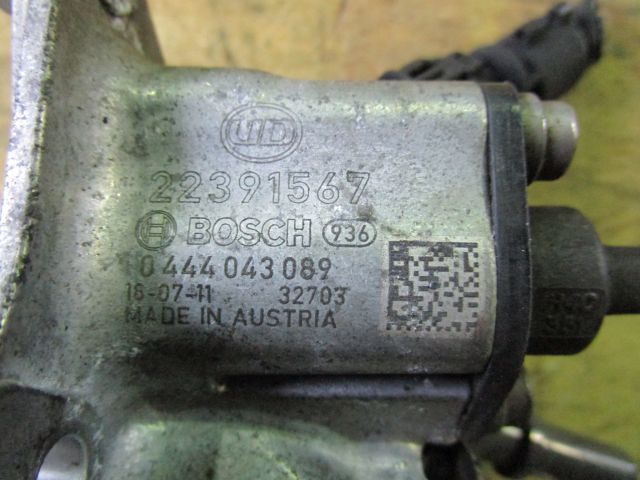 UD
22391567
BOSCH 936
0 444 043 089
16-07-11 32703
MADE IN AUSTRIA